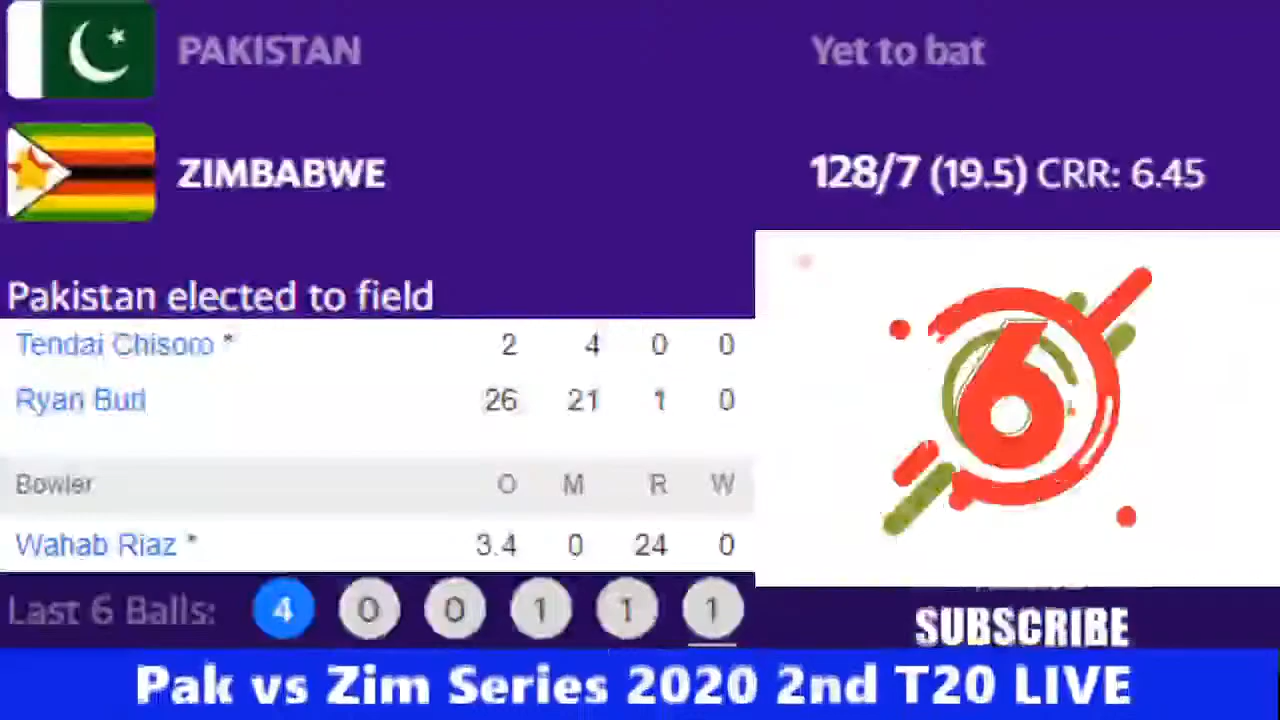 PAKISTAN Yet to bat
ZIMBABWE 128/7 (19.5) CRR: 6.45
Pakistan elected to field
Tendai Chisoro * 2 4 0 0
Ryan Burl 26 21 1 0
Bowler O M R W
Wahab Riaz * 3.4 0 24 0
6
Last 6 Balls: 4 0 0 1 1 1
SUBSCRIBE
Pak vs Zim Series 2020 2nd T20 LIVE